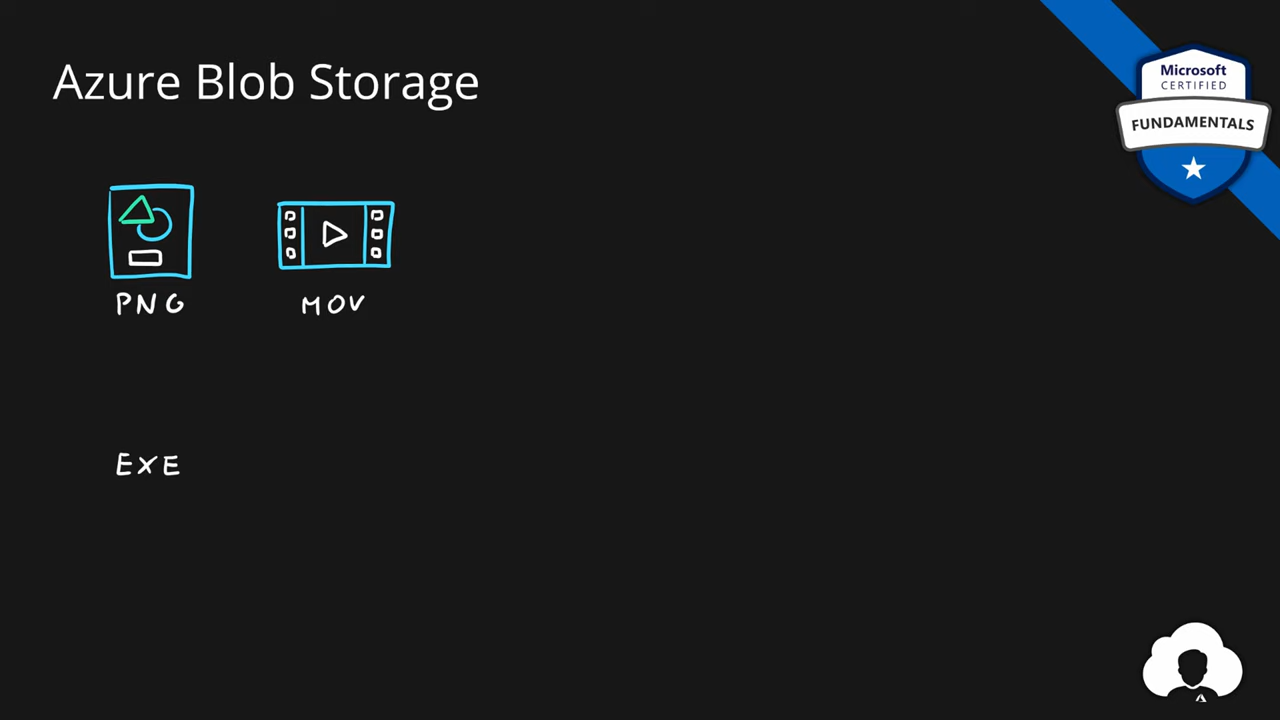 Azure Blob Storage
Microsoft
CERTIFIED
FUNDAMENTALS
PNG
MOV
EXE